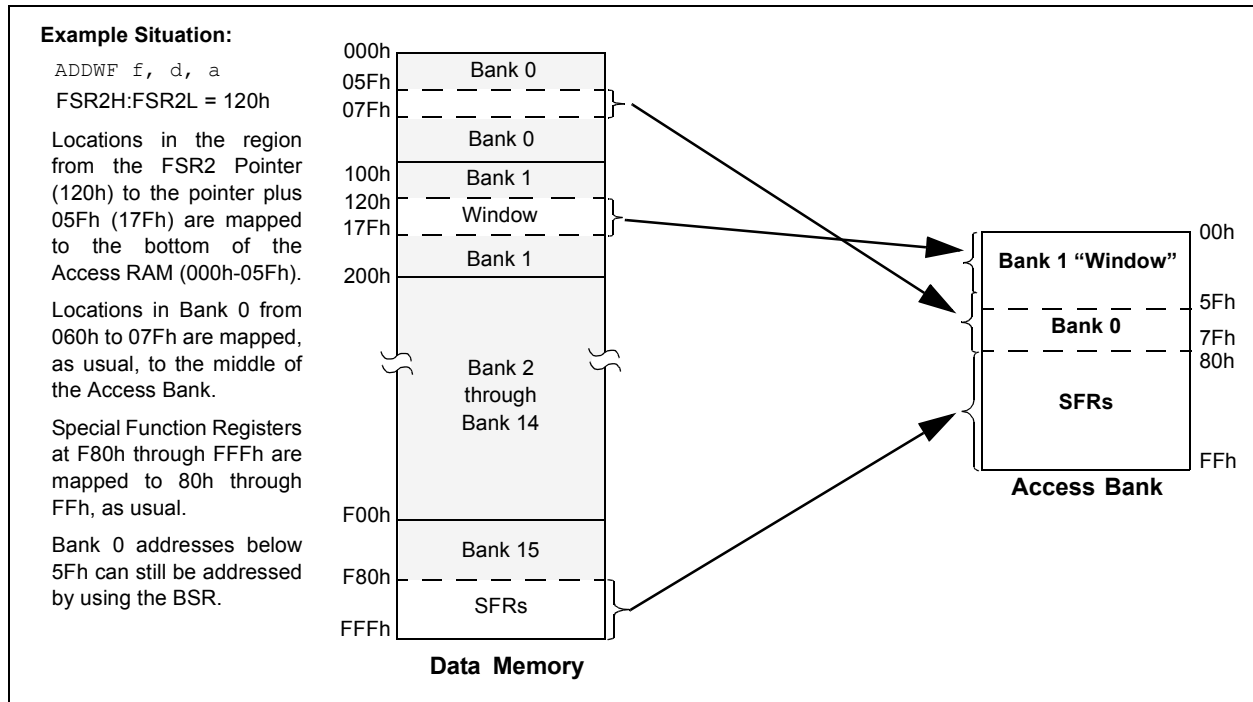 Example Situation:
ADDWF f, d, a
FSR2H:FSR2L = 120h
Locations in the region
from the FSR2 Pointer
(120h) to the pointer plus
05Fh (17Fh) are mapped
to the bottom of the
Access RAM (000h-05Fh).
Locations in Bank 0 from
060h to 07Fh are mapped,
as usual, to the middle of
the Access Bank.
Special Function Registers
at F80h through FFFh are
mapped to 80h through
FFh, as usual.
Bank 0 addresses below
5Fh can still be addressed
by using the BSR.
000h
Bank 0
05Fh
07Fh
Bank 0
100h
Bank 1
120h
Window
17Fh
Bank 1
200h
Bank 2
through
Bank 14
F00h
Bank 15
F80h
SFRs
FFFh
Data Memory
00h
Bank 1 “Window”
5Fh
Bank 0
7Fh
80h
SFRs
FFh
Access Bank